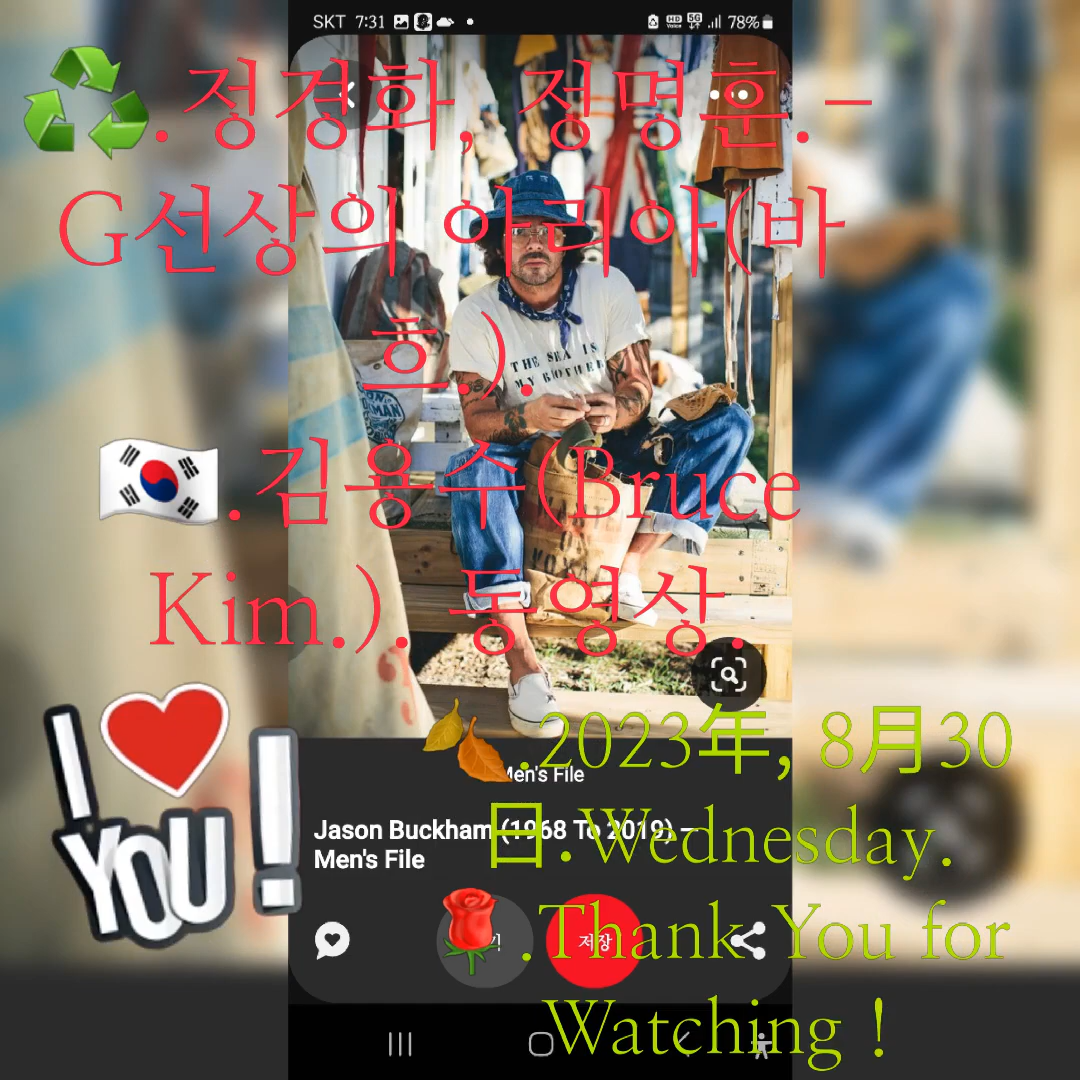 SKT 7:31 HD Voice 5G 78%
♻️.정경화, 정명훈. –
G선상의 아리아(바
흐.).
THE SEA IS
MY BROTHER
🇰🇷.김용수(Bruce
Kim.). 동영상.
I ❤️
YOU!
.2023年, 8月30
Men's File
Jason Buckham (1968 To 2019) –
日.Wednesday.
Men's File
저장
.Thank You for
Watching !